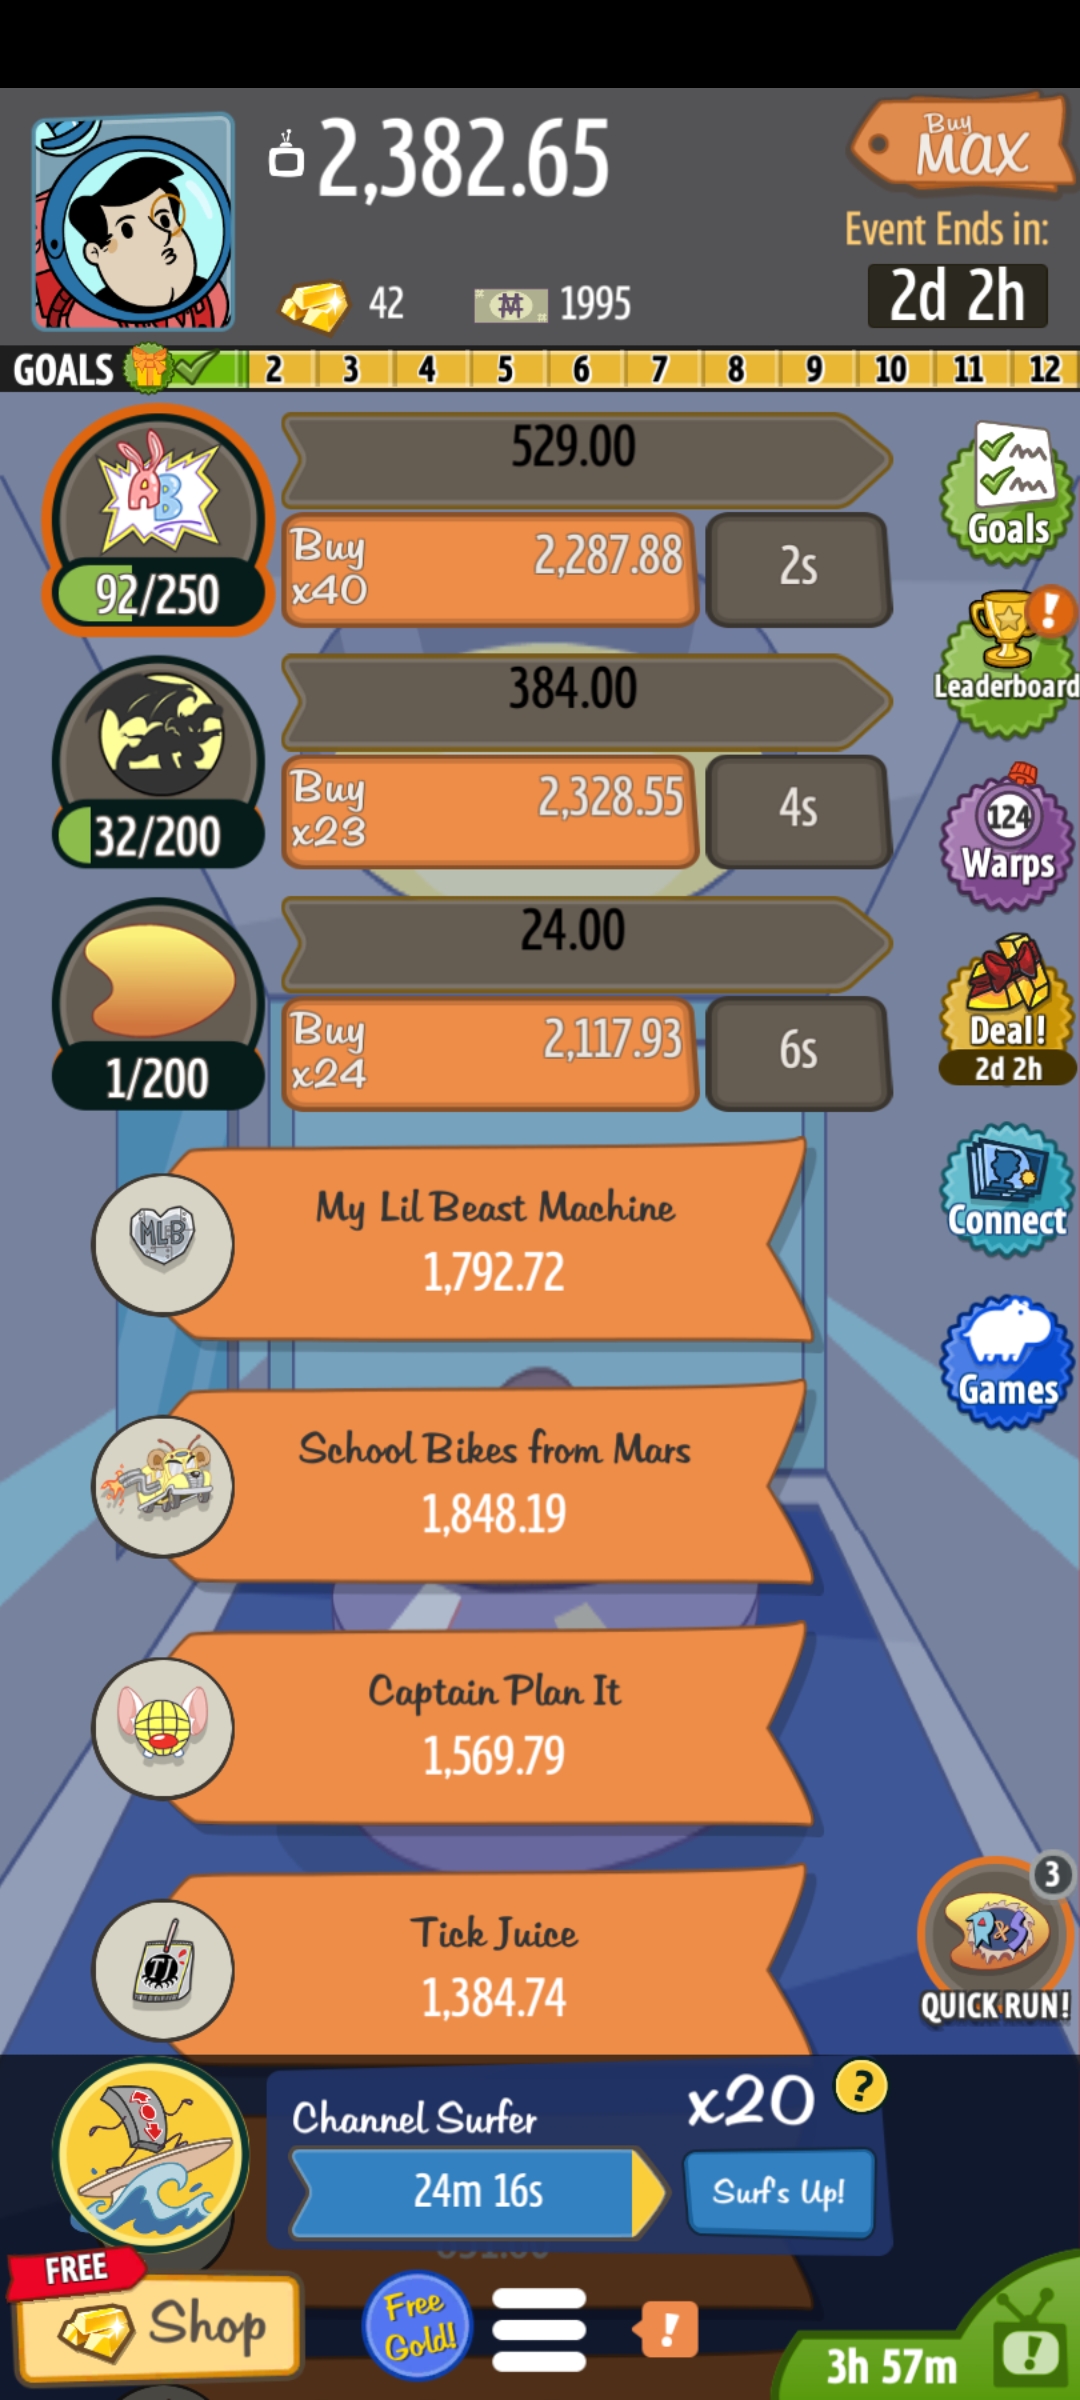 2,382.65
Buy
MAX
Event Ends in:
42
1995
2d 2h
GOALS 2 3 4 5 6 7 8 9 10 11 12
AB
529.00
92/250
Buy
x40
2,287.88
2s
Goals
384.00
32/200
Buy
x23
2,328.55
4s
Leaderboard
124
Warps
24.00
1/200
Buy
x24
2,117.93
6s
Deal!
2d 2h
MLB
My Lil Beast Machine
1,792.72
Connect
School Bikes from Mars
1,848.19
Games
Captain Plan It
1,569.79
TJ
Tick Juice
1,384.74
3
R&S
QUICK RUN!
Channel Surfer
x20
?
24m 16s
Surf's Up!
FREE
Shop
Free
Gold!
!
3h 57m
!